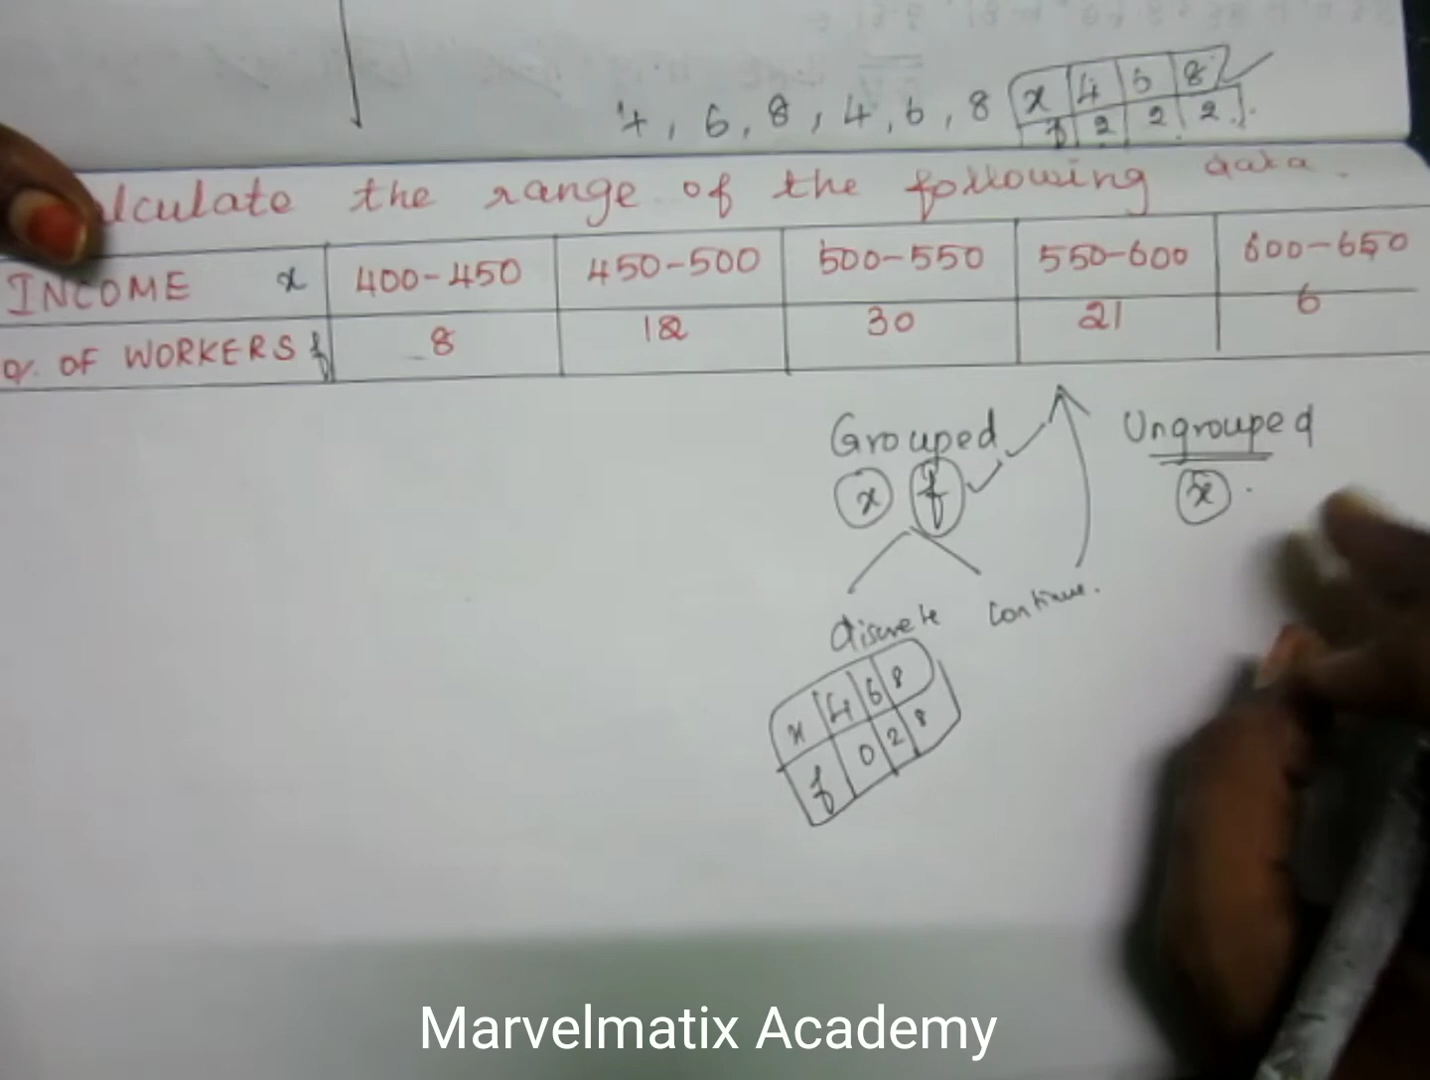 4, 6, 8, 4, 6, 8
x 4 6 8
f 2 2 2
alculate the range of the following data.
INCOME x 400-450 450-500 500-550 550-600 600-650
o. OF WORKERS f 8 12 30 21 6
Grouped Ungrouped
x f x
discrete continue.
x 4 6 8
f 0 2 8
Marvelmatix Academy